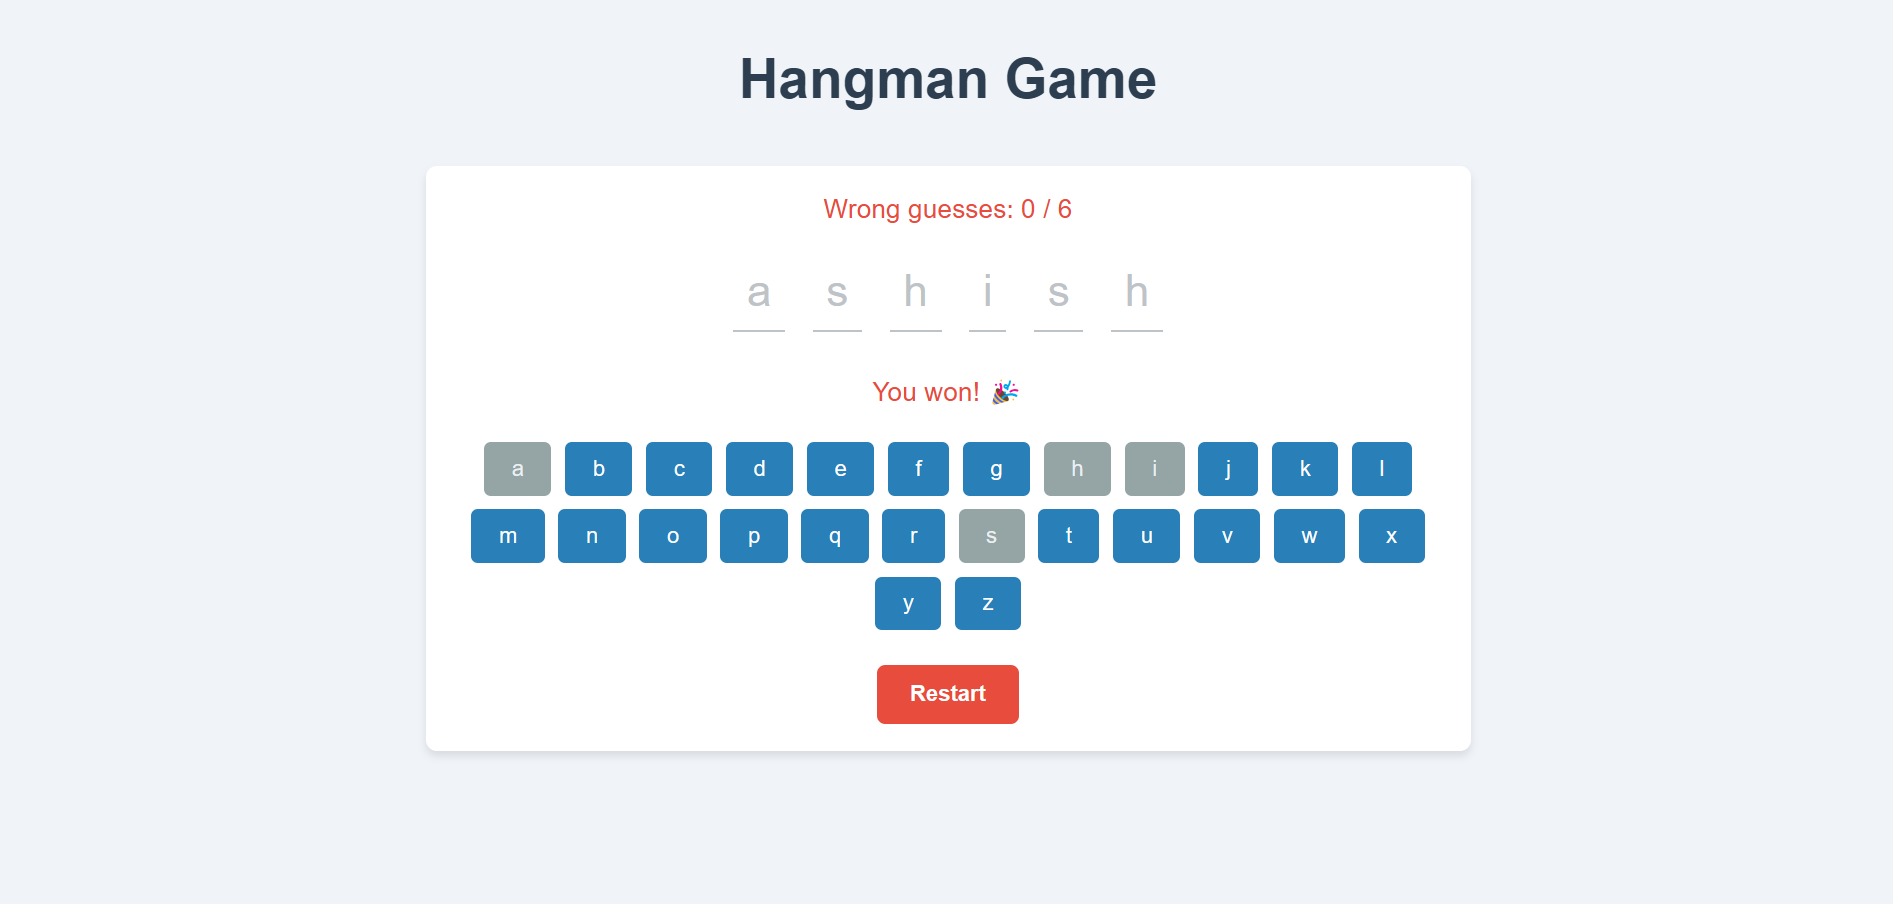 Hangman Game
Wrong guesses: 0 / 6
a s h i s h
You won! 🎉
a b c d e f g h i j k l
m n o p q r s t u v w x
y z
Restart